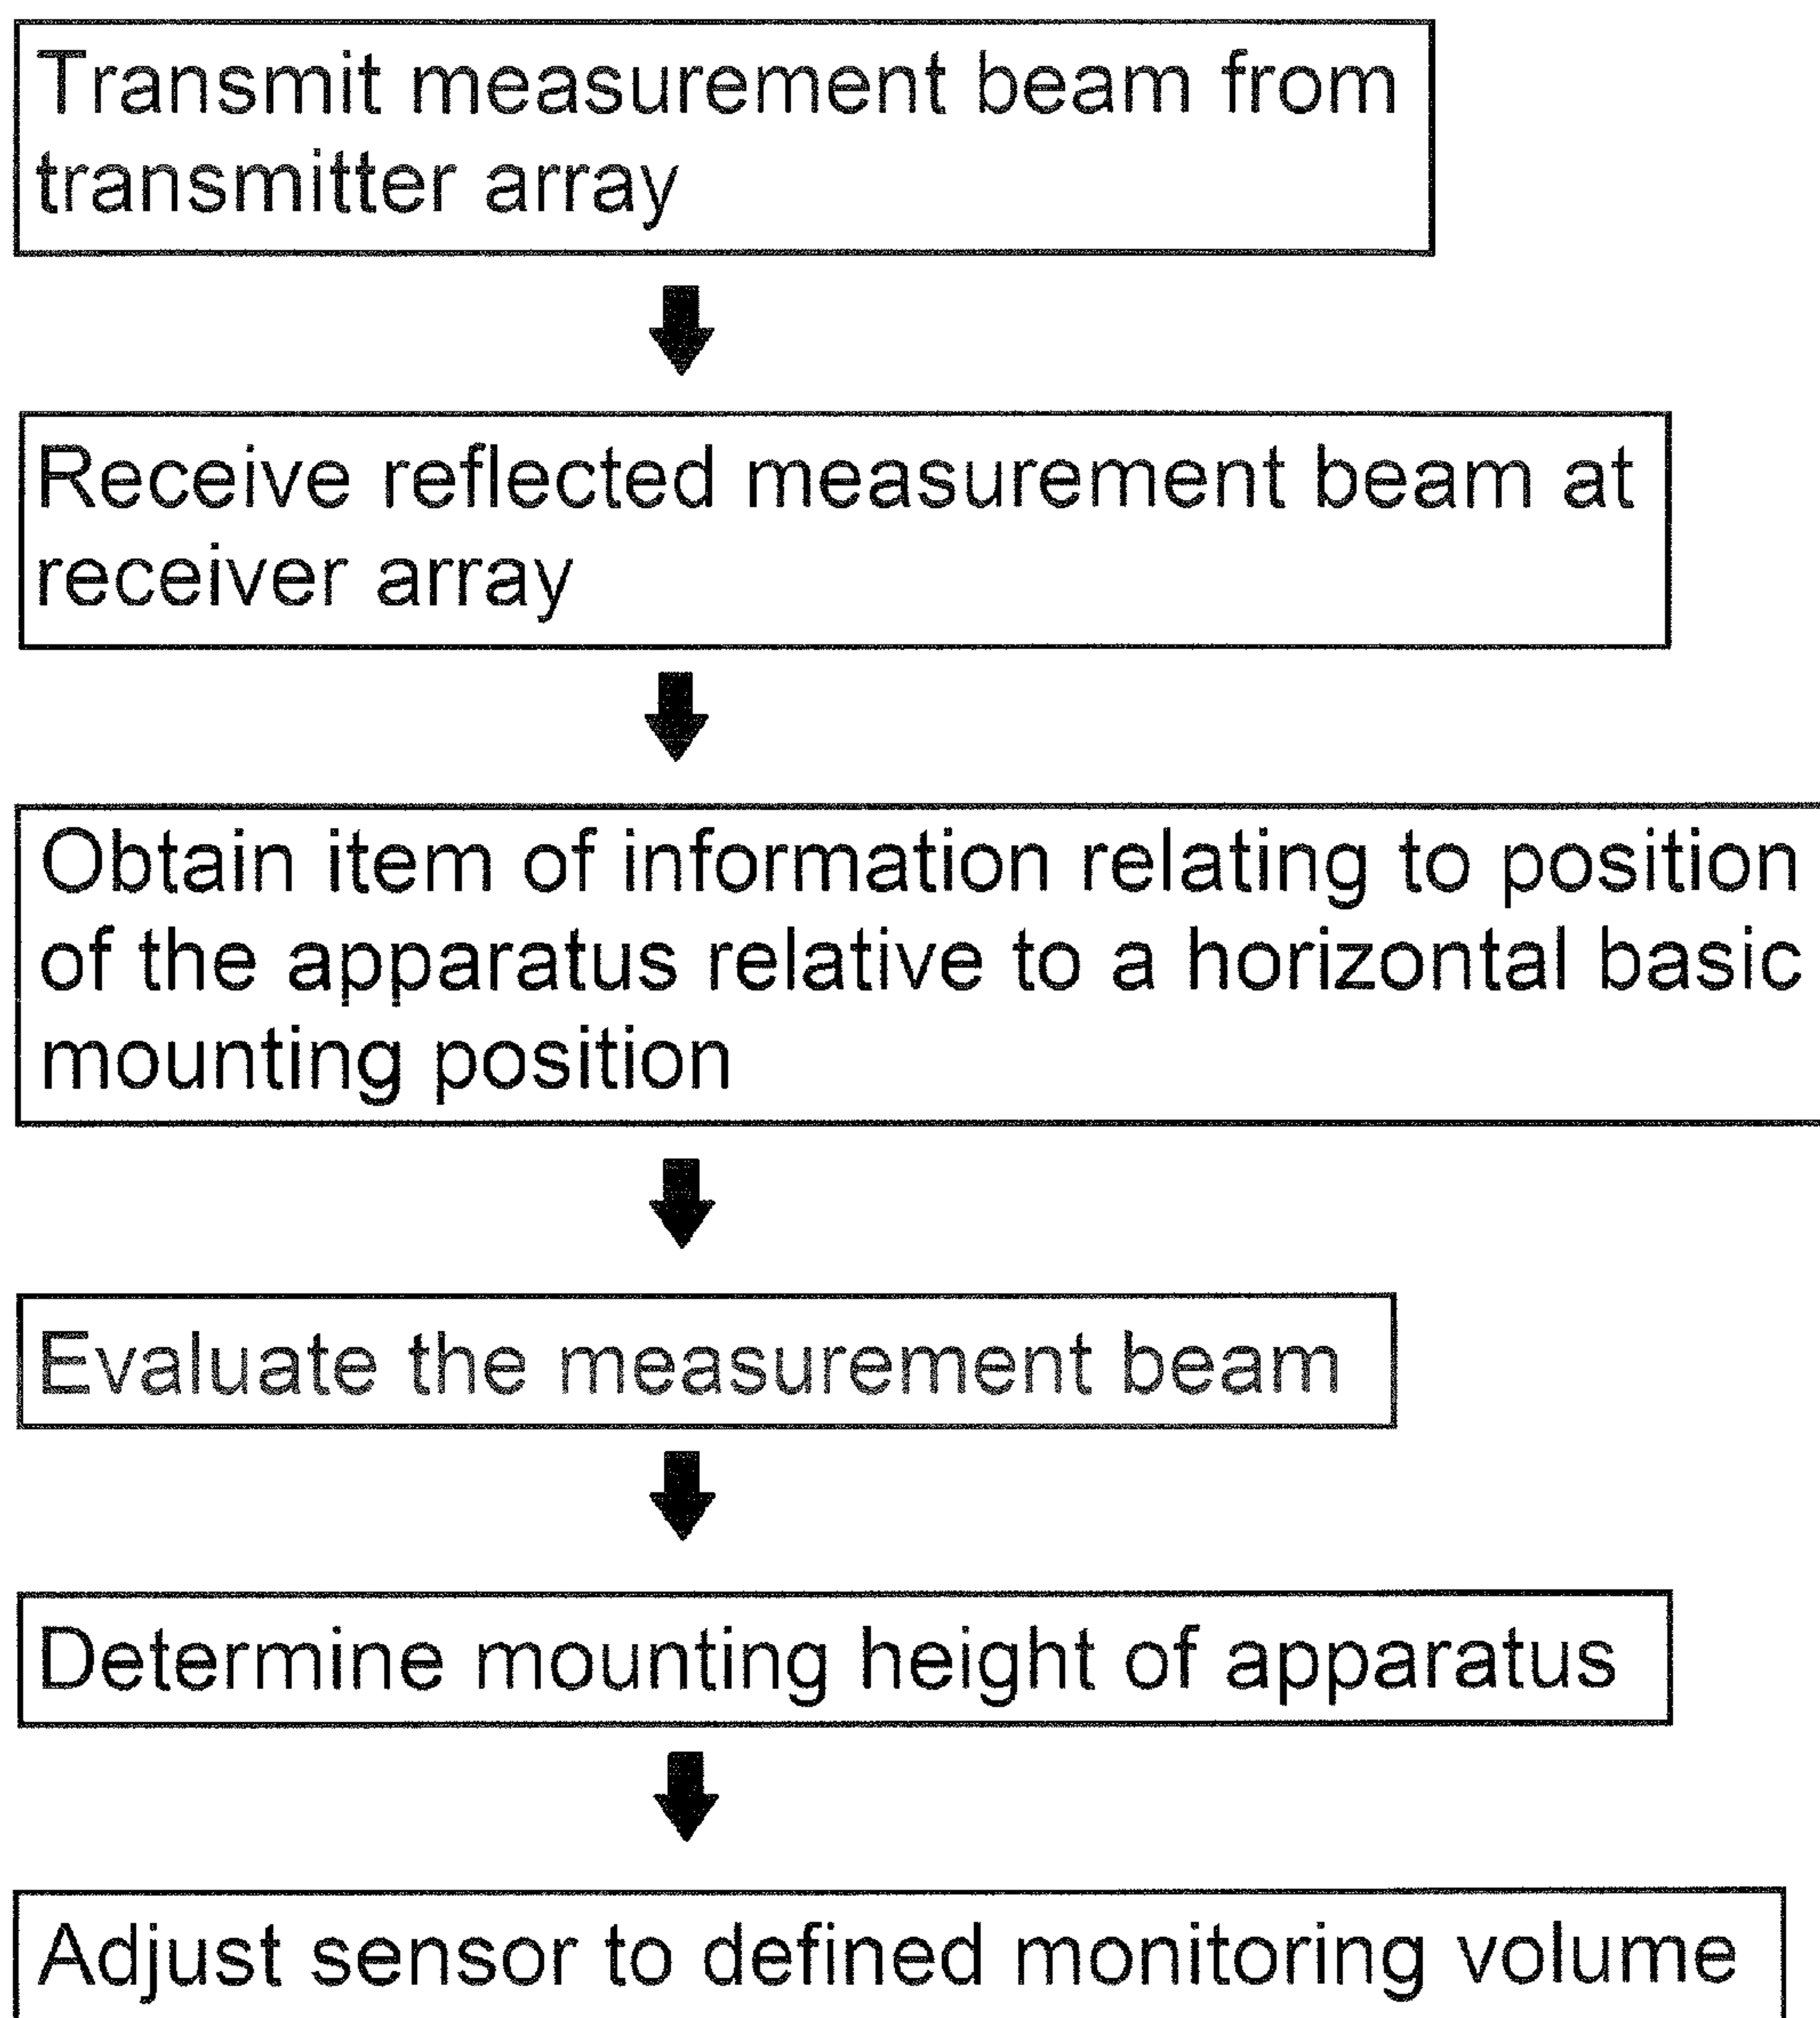 Transmit measurement beam from
transmitter array
Receive reflected measurement beam at
receiver array
Obtain item of information relating to position
of the apparatus relative to a horizontal basic
mounting position
Evaluate the measurement beam
Determine mounting height of apparatus
Adjust sensor to defined monitoring volume